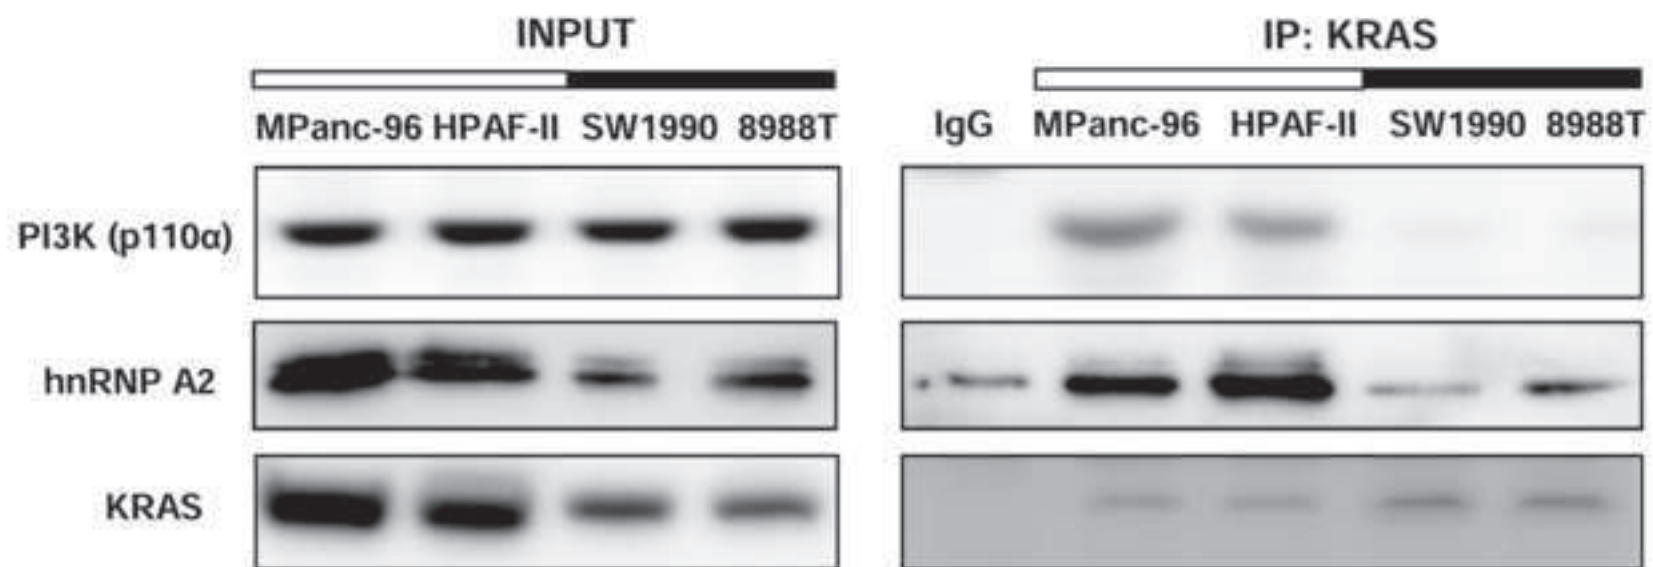 INPUT
IP: KRAS
MPanc-96 HPAF-II SW1990 8988T
IgG MPanc-96 HPAF-II SW1990 8988T
PI3K (p110α)
hnRNP A2
KRAS